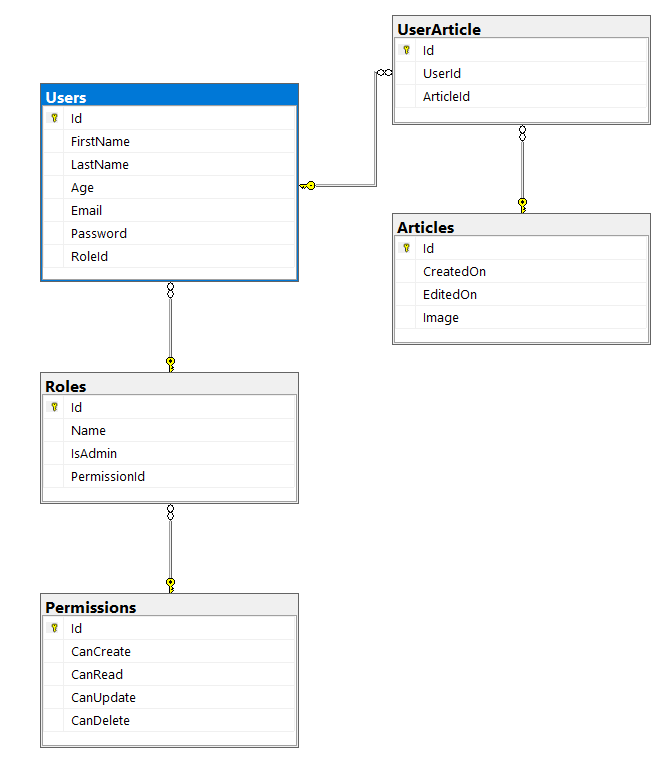 UserArticle
Id
UserId
ArticleId
Users
Id
FirstName
LastName
Age
Email
Password
RoleId
Articles
Id
CreatedOn
EditedOn
Image
Roles
Id
Name
IsAdmin
PermissionId
Permissions
Id
CanCreate
CanRead
CanUpdate
CanDelete